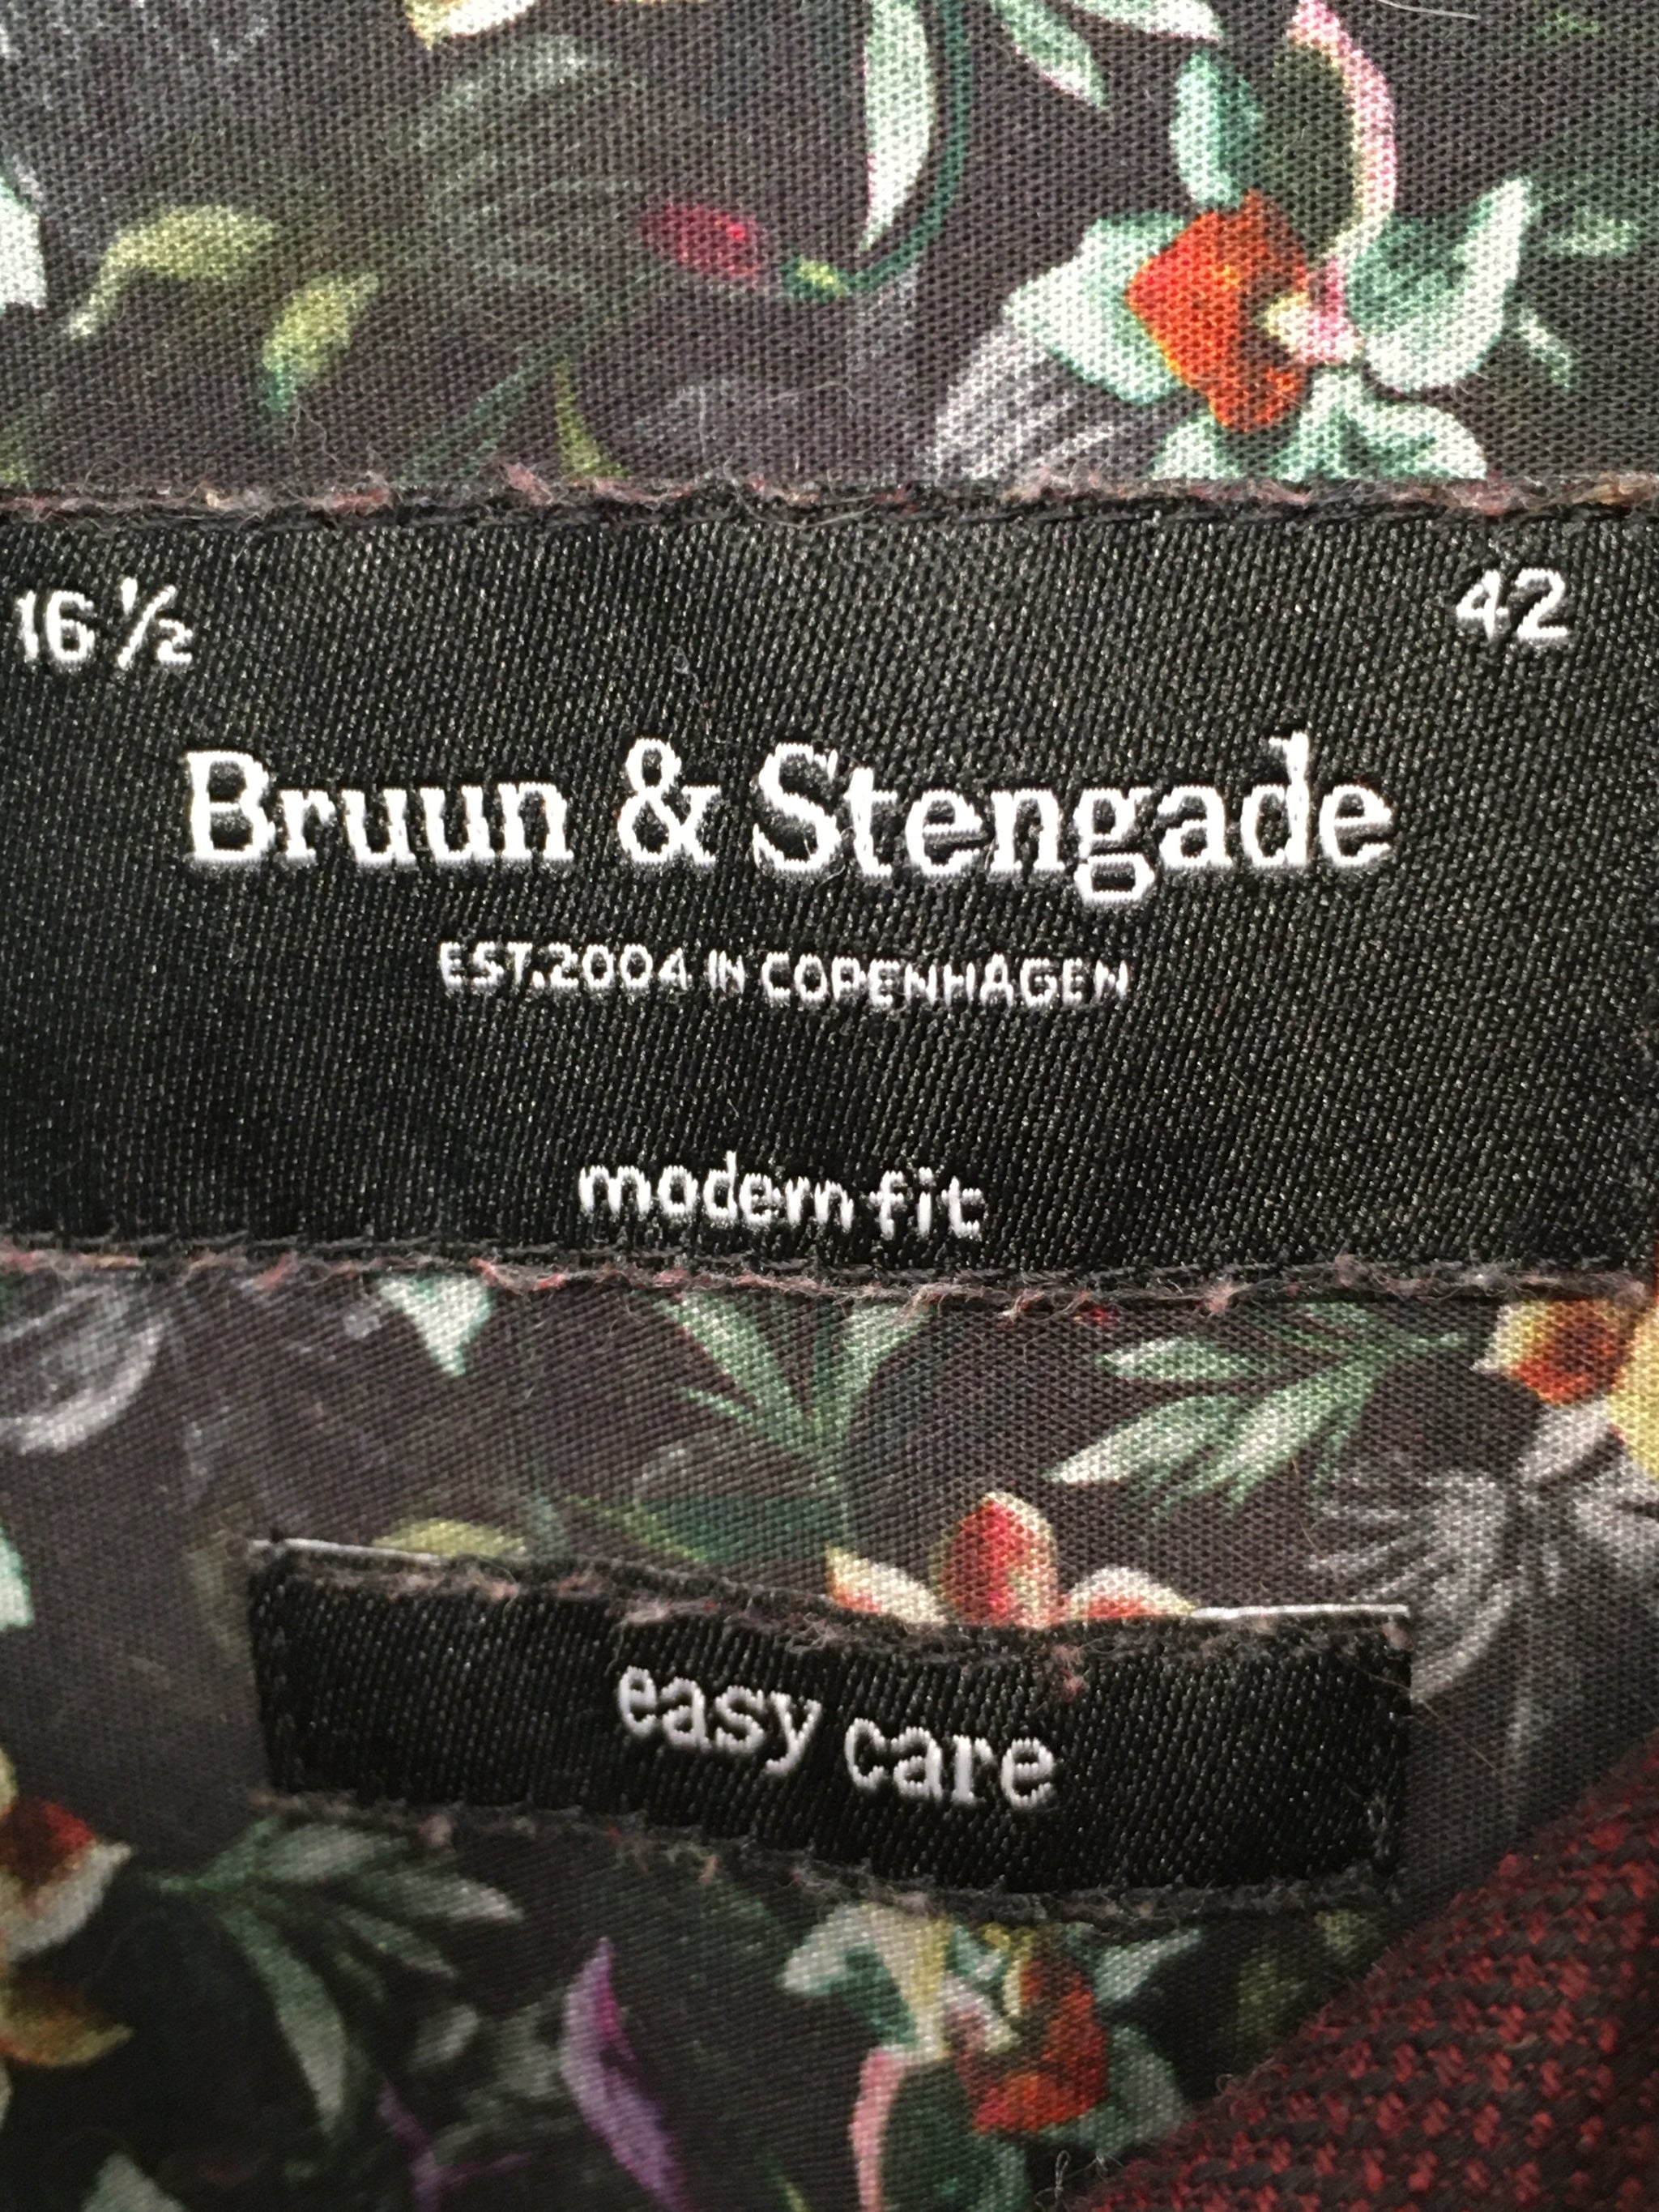 16 ½ 42
Bruun & Stengade
EST.2004 IN COPENHAGEN
modern fit
easy care